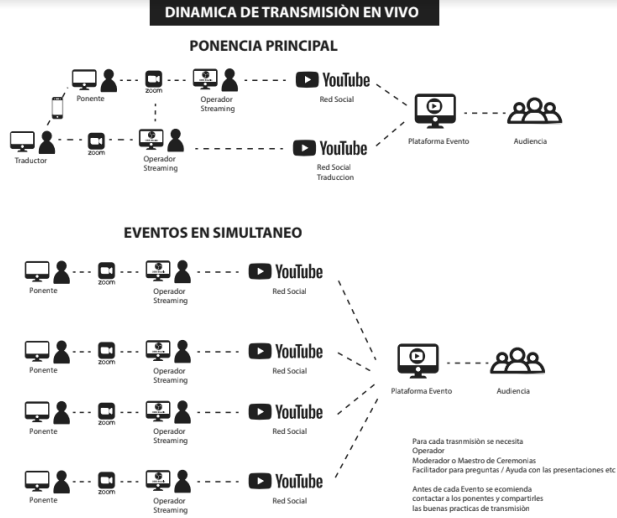 DINAMICA DE TRANSMISIÒN EN VIVO
PONENCIA PRINCIPAL
Ponente
zoom
Operador
Streaming
YouTube
Red Social
Traductor
zoom
Operador
Streaming
YouTube
Red Social
Traduccion
Plataforma Evento
Audiencia
EVENTOS EN SIMULTANEO
Ponente
zoom
Operador
Streaming
YouTube
Red Social
Ponente
zoom
Operador
Streaming
YouTube
Red Social
Plataforma Evento
Audiencia
Ponente
zoom
Operador
Streaming
YouTube
Red Social
Ponente
zoom
Operador
Streaming
YouTube
Red Social
Para cada trasnmisiòn se necesita
Operador
Moderador o Maestro de Ceremonias
Facilitador para preguntas / Ayuda con las presentaciones etc
Antes de cada Evento se ecomienda
contactar a los ponentes y compartirles
las buenas practicas de transmisiòn